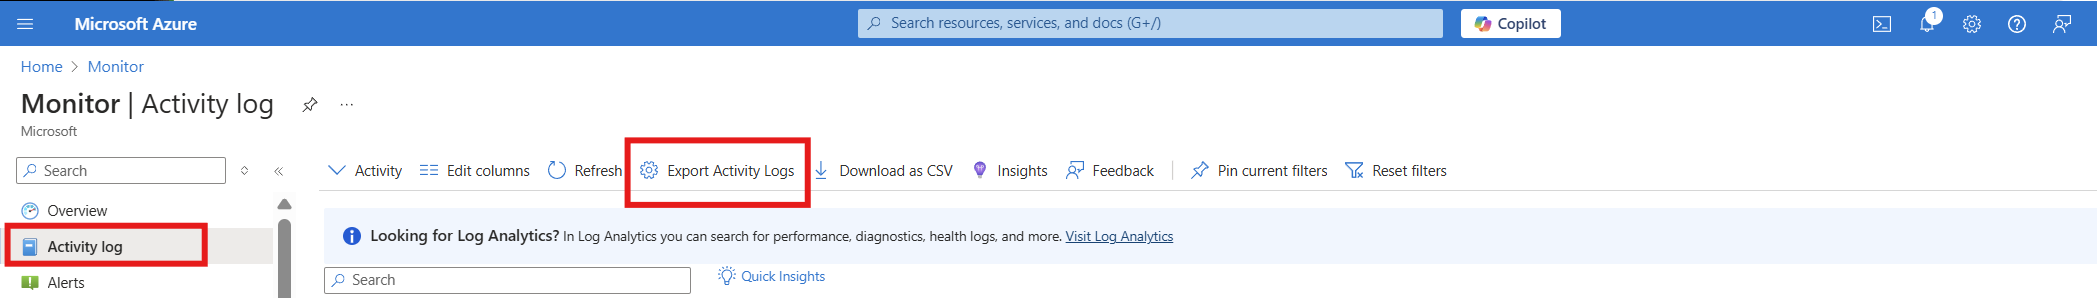 Microsoft Azure
Search resources, services, and docs (G+/)
Copilot
1
Home > Monitor
Monitor | Activity log
...
Microsoft
Search
Activity
Edit columns
Refresh
Export Activity Logs
Download as CSV
Insights
Feedback
Pin current filters
Reset filters
Overview
Activity log
Alerts
Looking for Log Analytics? In Log Analytics you can search for performance, diagnostics, health logs, and more. Visit Log Analytics
Search
Quick Insights